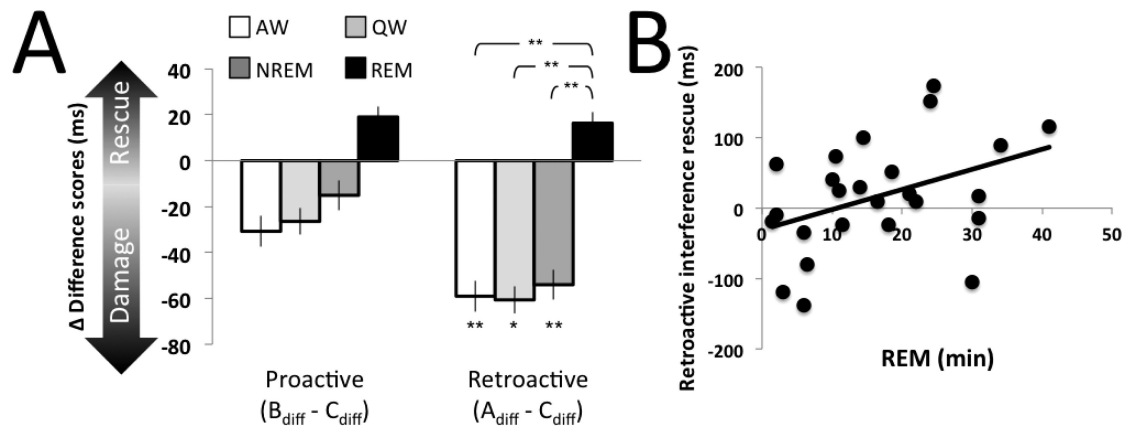 A
AW
QW
NREM
REM
Δ Difference scores (ms)
Rescue
Damage
40
20
0
-20
-40
-60
-80
**
**
**
** * **
Proactive
(Bdiff - Cdiff)
Retroactive
(Adiff - Cdiff)
B
Retroactive interference rescue (ms)
200
100
0
-100
-200
0 10 20 30 40 50
REM (min)